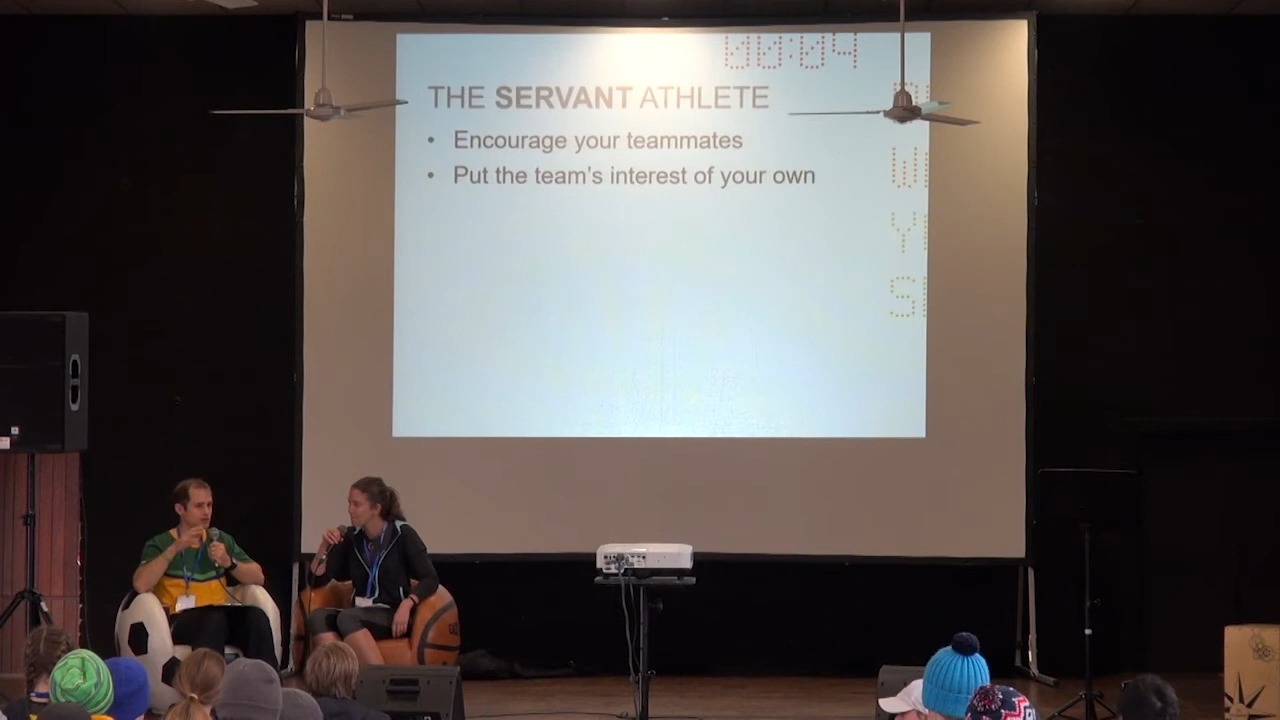 00:04
THE SERVANT ATHLETE
• Encourage your teammates
• Put the team's interest of your own
W
Y
S